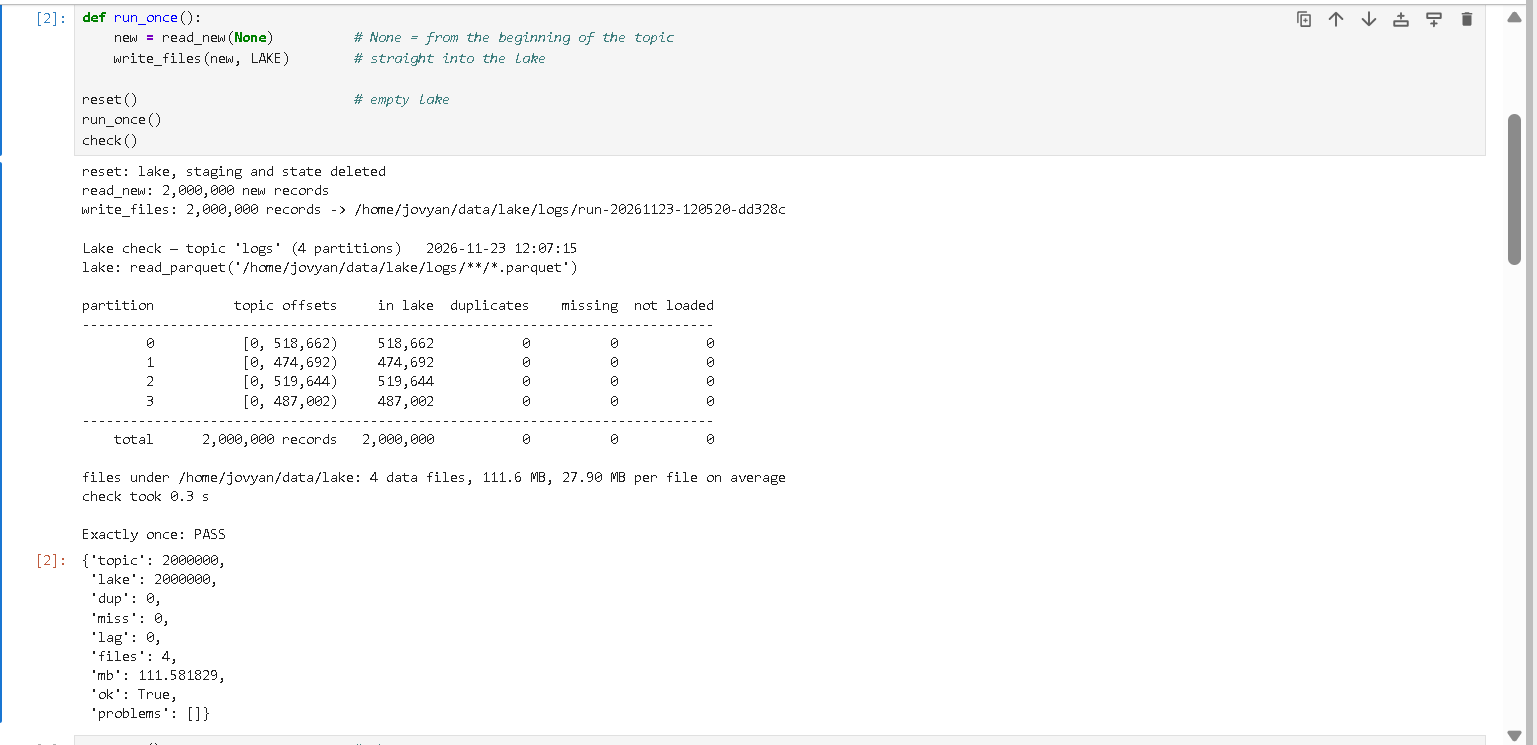 [2]: def run_once():
    new = read_new(None)          # None = from the beginning of the topic
    write_files(new, LAKE)        # straight into the lake

reset()                           # empty lake
run_once()
check()
reset: lake, staging and state deleted
read_new: 2,000,000 new records
write_files: 2,000,000 records -> /home/jovyan/data/lake/logs/run-20261123-120520-dd328c

Lake check — topic 'logs' (4 partitions)   2026-11-23 12:07:15
lake: read_parquet('/home/jovyan/data/lake/logs/**/*.parquet')

partition          topic offsets     in lake  duplicates    missing  not loaded
-------------------------------------------------------------------------------
        0           [0, 518,662)     518,662           0          0           0
        1           [0, 474,692)     474,692           0          0           0
        2           [0, 519,644)     519,644           0          0           0
        3           [0, 487,002)     487,002           0          0           0
-------------------------------------------------------------------------------
    total      2,000,000 records   2,000,000           0          0           0

files under /home/jovyan/data/lake: 4 data files, 111.6 MB, 27.90 MB per file on average
check took 0.3 s

Exactly once: PASS
[2]: {'topic': 2000000,
 'lake': 2000000,
 'dup': 0,
 'miss': 0,
 'lag': 0,
 'files': 4,
 'mb': 111.581829,
 'ok': True,
 'problems': []}